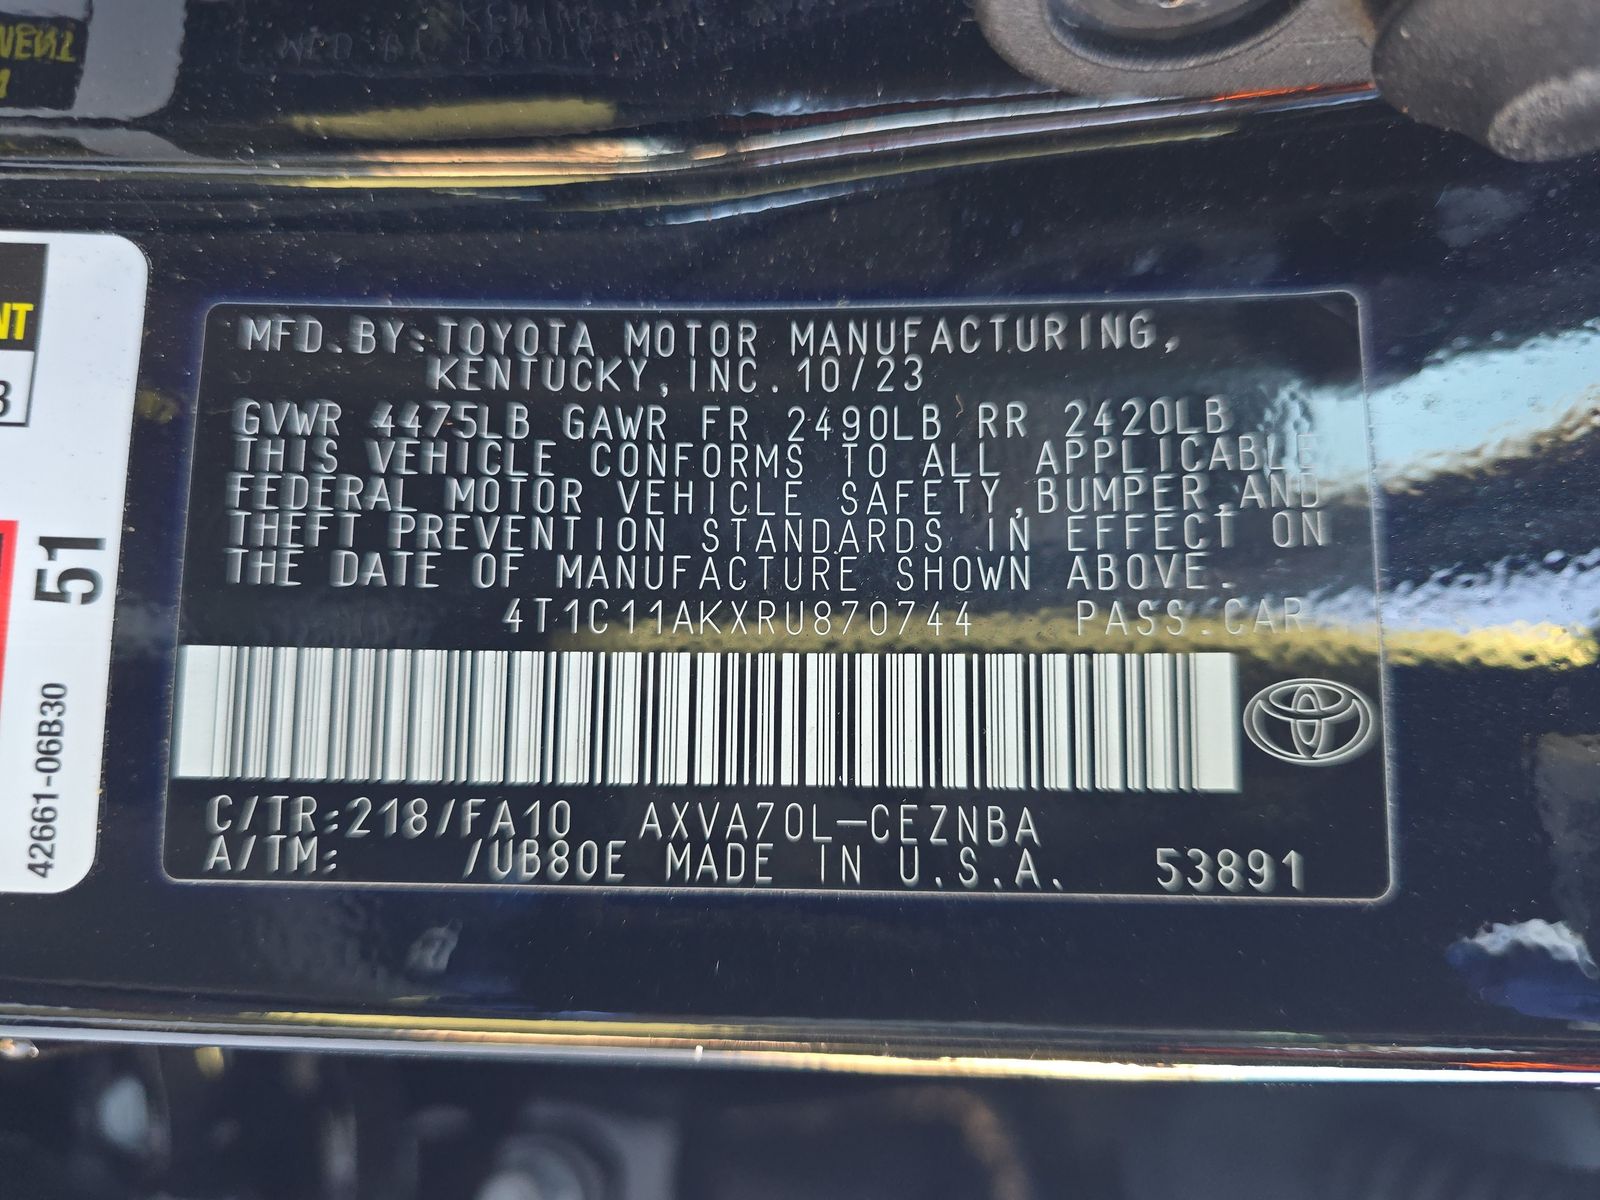 MFD. BY: TOYOTA MOTOR MANUFACTURING,
KENTUCKY, INC. 10/23
GVWR 4475LB GAWR FR 2490LB RR 2420LB
THIS VEHICLE CONFORMS TO ALL APPLICABLE
FEDERAL MOTOR VEHICLE SAFETY, BUMPER, AND
THEFT PREVENTION STANDARDS IN EFFECT ON
THE DATE OF MANUFACTURE SHOWN ABOVE.
4T1C11AKXRU870744 PASS. CAR
C/TR: 218/FA10 AXVA70L-CEZNBA
A/TM: /UB80E MADE IN U.S.A. 53891
NT
3
51
42661-06B30